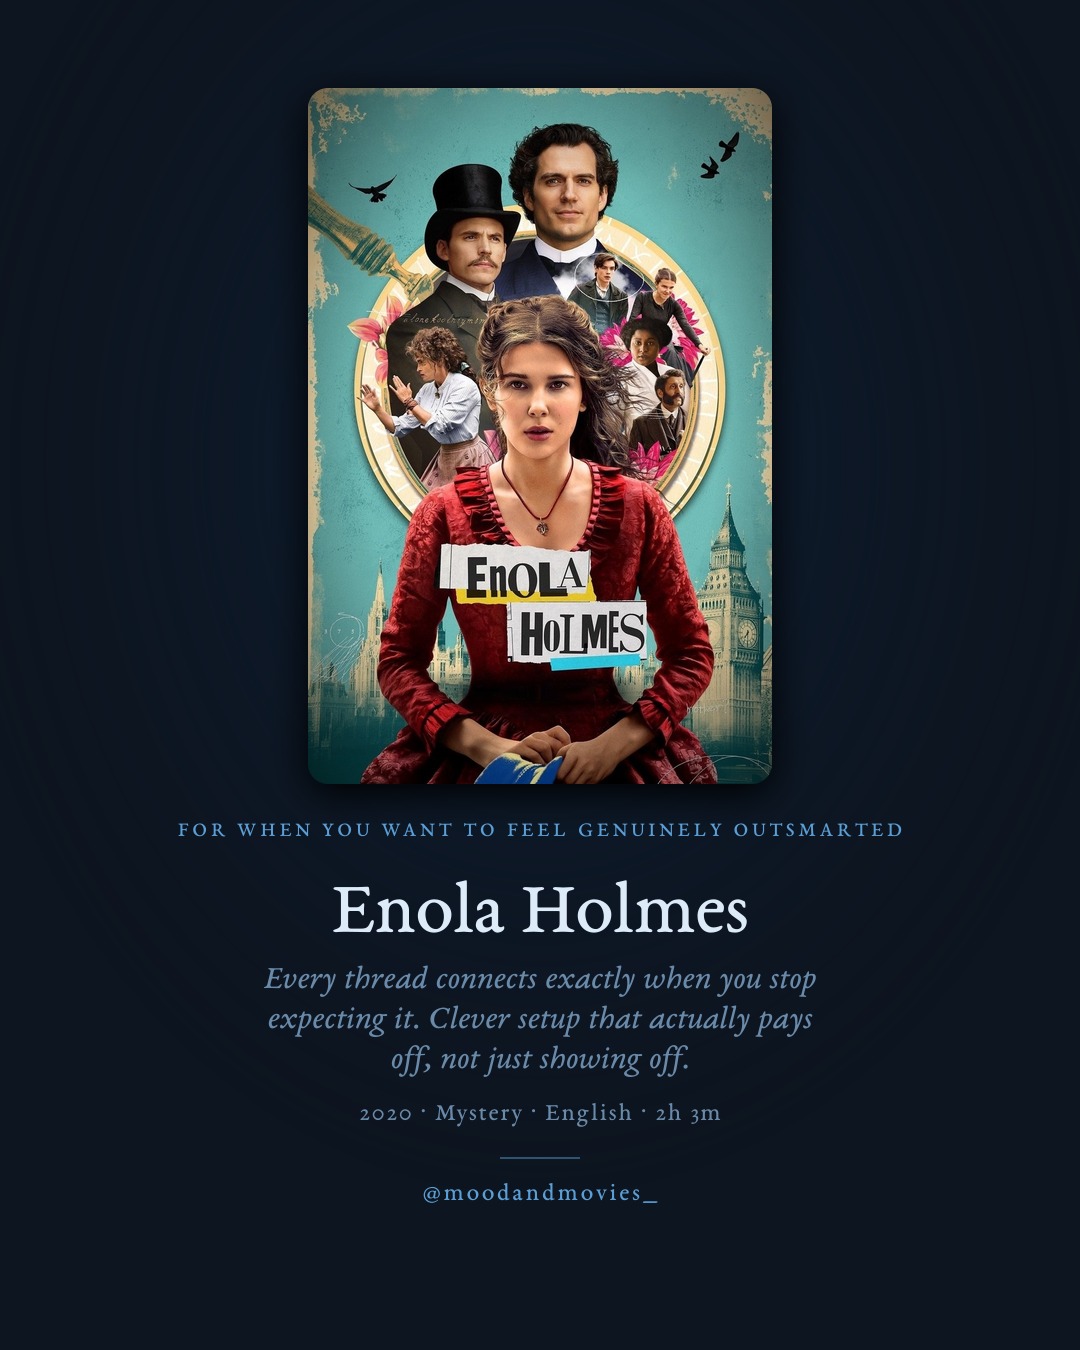 EnOLA
HOLMES
FOR WHEN YOU WANT TO FEEL GENUINELY OUTSMARTED
Enola Holmes
Every thread connects exactly when you stop
expecting it. Clever setup that actually pays
off, not just showing off.
2020 · Mystery · English · 2h 3m
@moodandmovies_